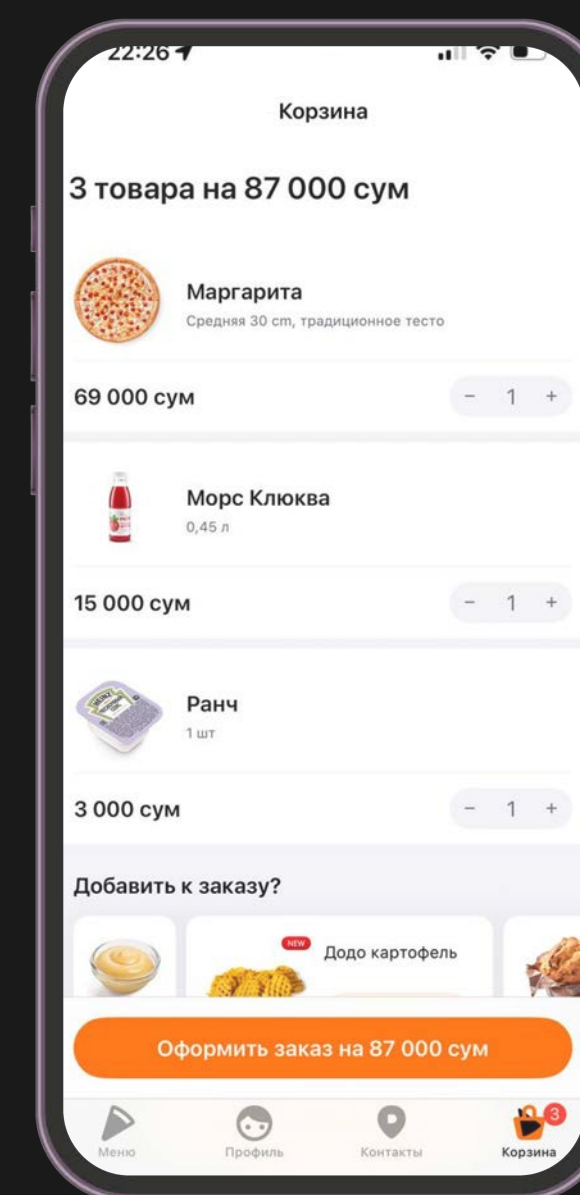 22:26
Корзина
3 товара на 87 000 сум
Маргарита
Средняя 30 cm, традиционное тесто
69 000 сум
− 1 +
Морс Клюква
0,45 л
15 000 сум
− 1 +
HEINZ
Ранч
1 шт
3 000 сум
− 1 +
Добавить к заказу?
NEW
Додо картофель
Оформить заказ на 87 000 сум
3
Меню
Профиль
Контакты
Корзина